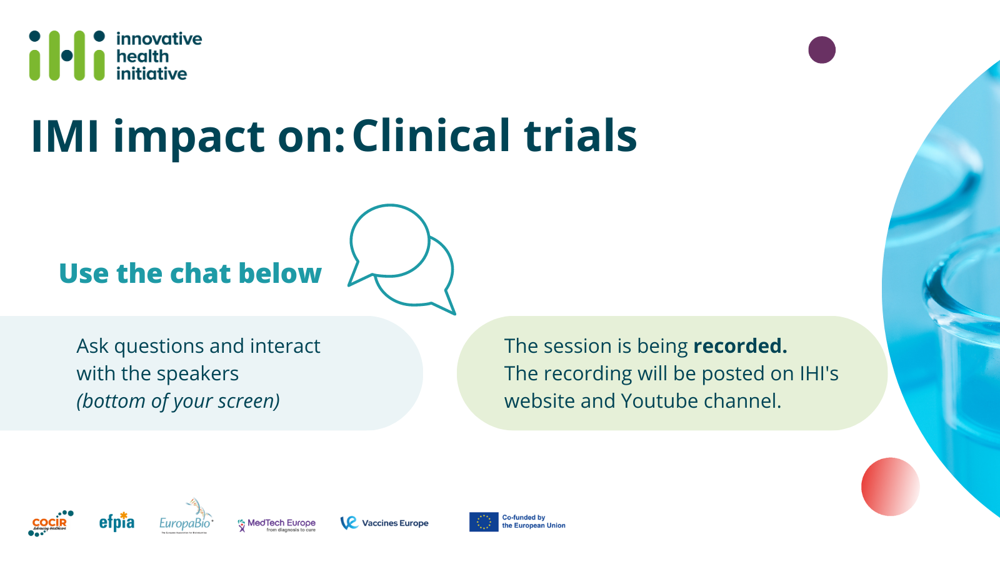 iHi innovative
health
initiative
IMI impact on: Clinical trials
Use the chat below
Ask questions and interact
with the speakers
(bottom of your screen)
The session is being recorded.
The recording will be posted on IHI's
website and Youtube channel.
COCIR
Advancing Healthcare
efpia
EuropaBio
The European Association for Bioindustries
MedTech Europe
from diagnosis to cure
Vaccines Europe
Co-funded by
the European Union